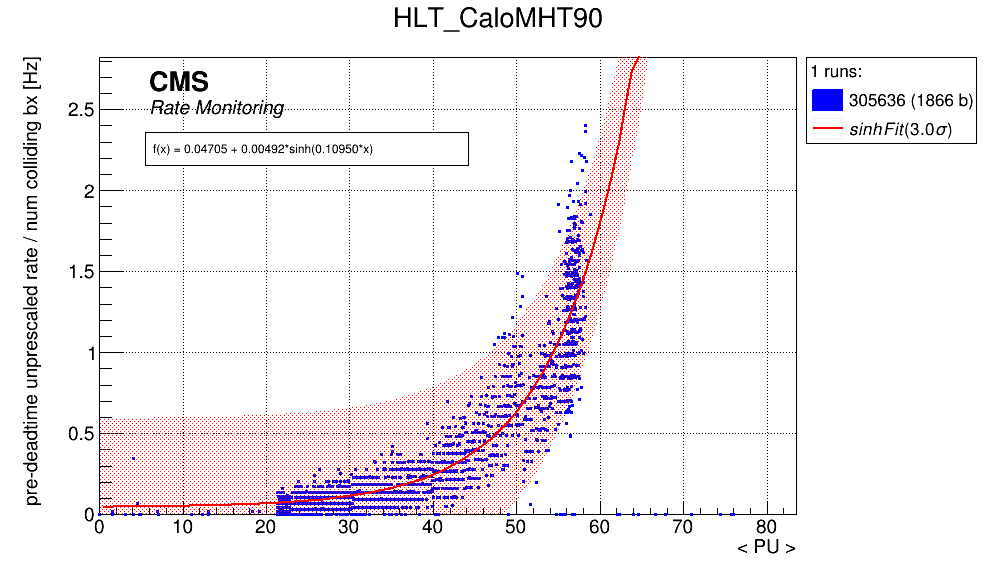 HLT_CaloMHT90
pre-deadtime unprescaled rate / num colliding bx [Hz]
CMS
Rate Monitoring
f(x) = 0.04705 + 0.00492*sinh(0.10950*x)
1 runs:
305636 (1866 b)
sinhFit(3.0σ)
2.5
2
1.5
1
0.5
0
0 10 20 30 40 50 60 70 80
< PU >